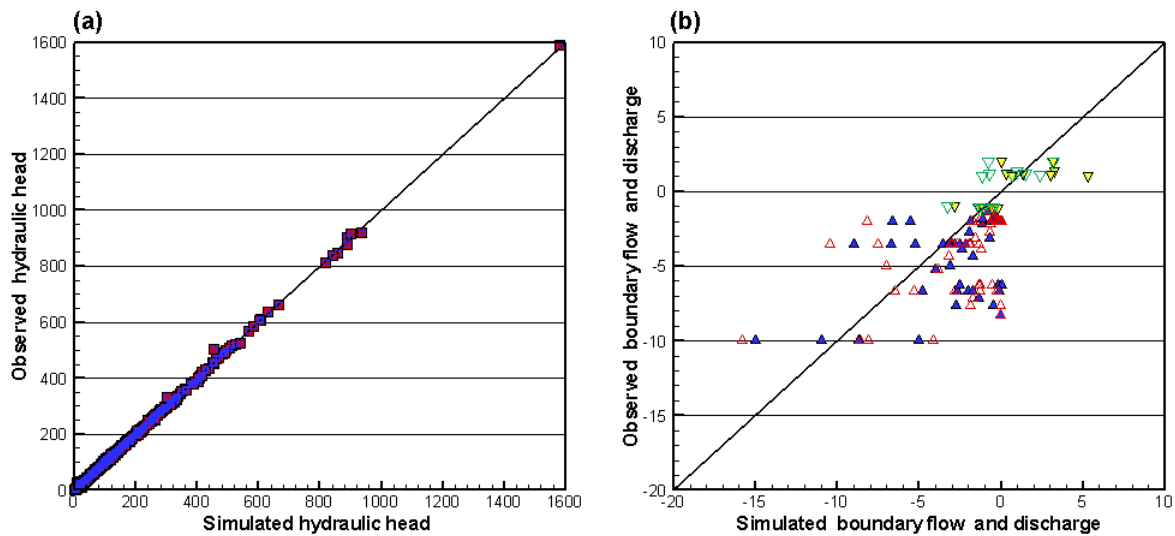 (a)
1600
1400
1200
1000
800
600
400
200
0
Observed hydraulic head
0 200 400 600 800 1000 1200 1400 1600
Simulated hydraulic head
(b)
10
5
0
-5
-10
-15
-20
Observed boundary flow and discharge
-20 -15 -10 -5 0 5 10
Simulated boundary flow and discharge